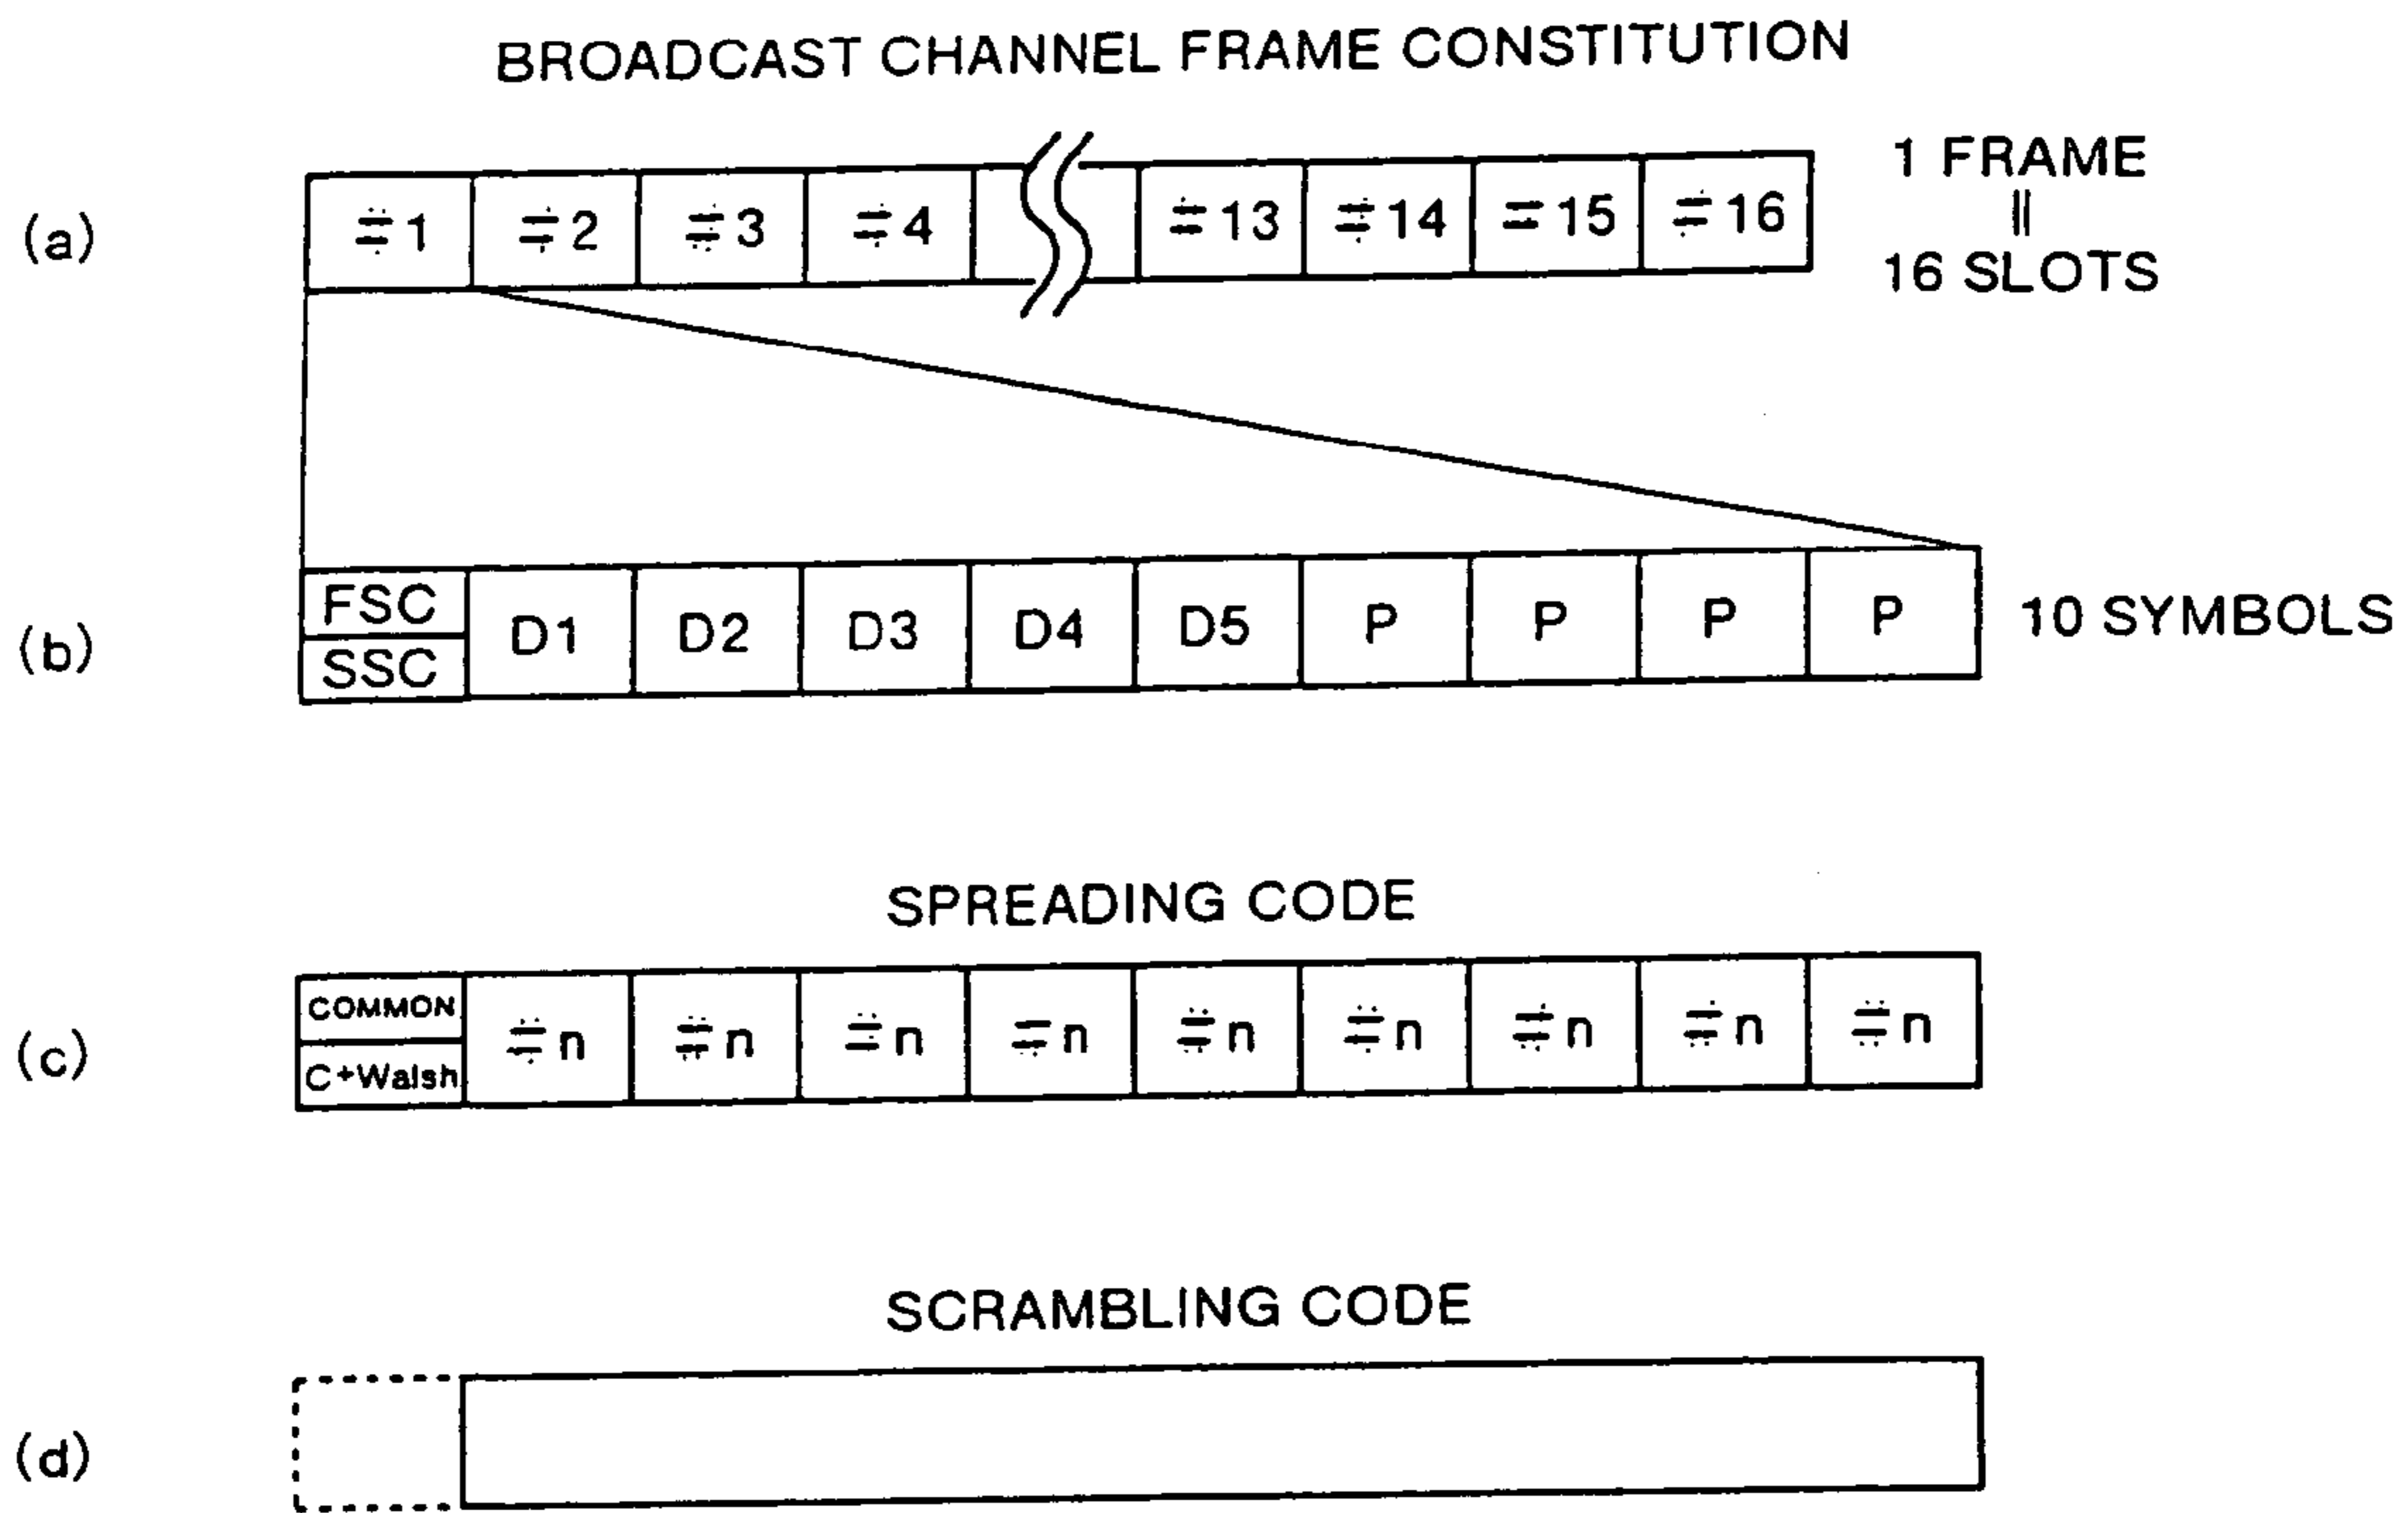 BROADCAST CHANNEL FRAME CONSTITUTION
(a) #1 #2 #3 #4 #13 #14 #15 #16 1 FRAME
||
16 SLOTS
(b) FSC SSC D1 D2 D3 D4 D5 P P P P 10 SYMBOLS
SPREADING CODE
(c) COMMON C+Walsh #n #n #n #n #n #n #n #n #n
SCRAMBLING CODE
(d)